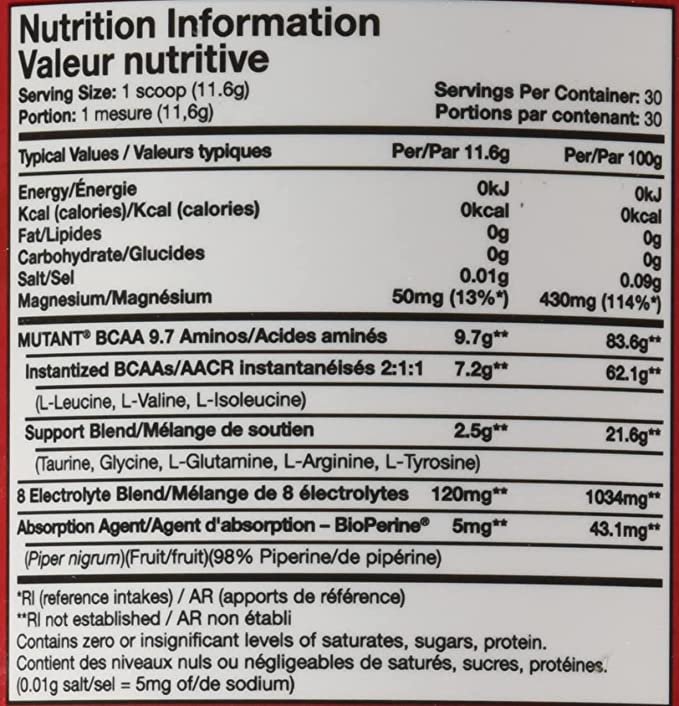 Nutrition Information
Valeur nutritive
Serving Size: 1 scoop (11.6g) Servings Per Container: 30
Portion: 1 mesure (11,6g) Portions par contenant: 30
Typical Values / Valeurs typiques Per/Par 11.6g Per/Par 100g
Energy/Énergie 0kJ 0kJ
Kcal (calories)/Kcal (calories) 0kcal 0kcal
Fat/Lipides 0g 0g
Carbohydrate/Glucides 0g 0g
Salt/Sel 0.01g 0.09g
Magnesium/Magnésium 50mg (13%*) 430mg (114%*)
MUTANT® BCAA 9.7 Aminos/Acides aminés 9.7g** 83.6g**
Instantized BCAAs/AACR instantanéisés 2:1:1 7.2g** 62.1g**
(L-Leucine, L-Valine, L-Isoleucine)
Support Blend/Mélange de soutien 2.5g** 21.6g**
(Taurine, Glycine, L-Glutamine, L-Arginine, L-Tyrosine)
8 Electrolyte Blend/Mélange de 8 électrolytes 120mg** 1034mg**
Absorption Agent/Agent d'absorption – BioPerine® 5mg** 43.1mg**
(Piper nigrum)(Fruit/fruit)(98% Piperine/de pipérine)
*RI (reference intakes) / AR (apports de référence)
**RI not established / AR non établi
Contains zero or insignificant levels of saturates, sugars, protein.
Contient des niveaux nuls ou négligeables de saturés, sucres, protéines.
(0.01g salt/sel = 5mg of/de sodium)